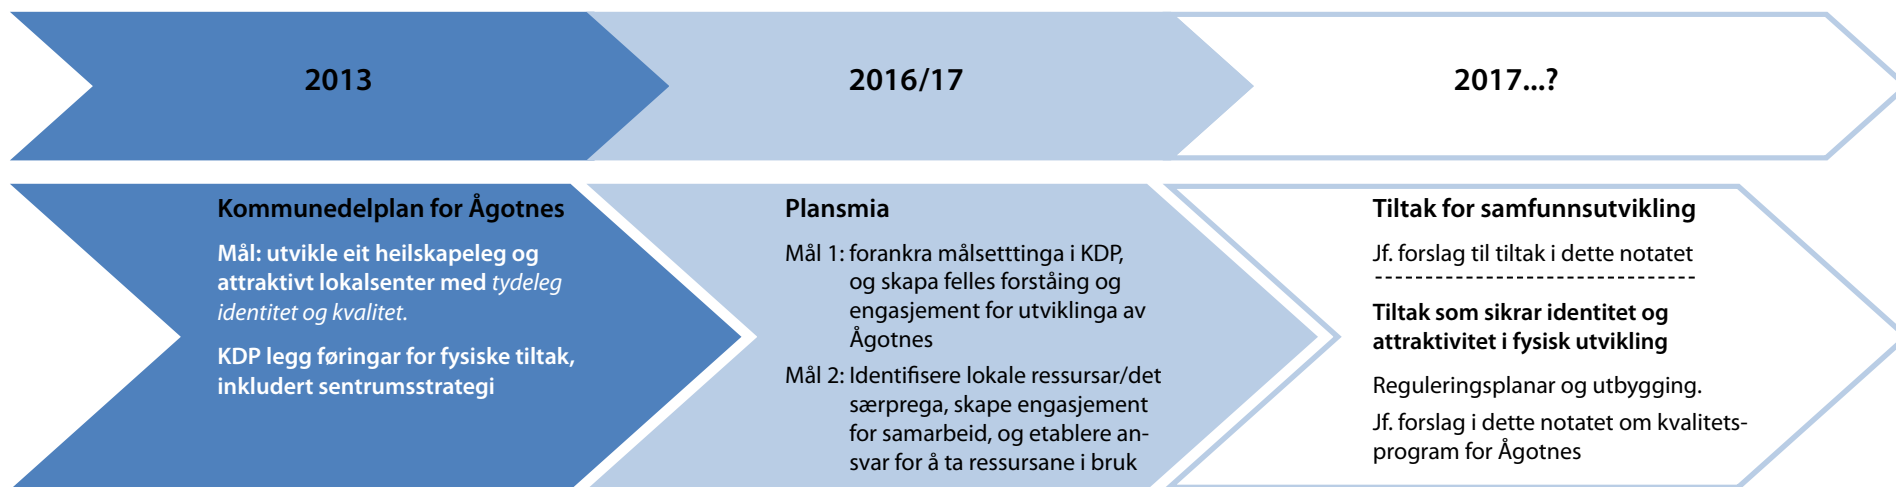 2013
2016/17
2017...?
Kommunedelplan for Ågotnes
Mål: utvikle eit heilskapeleg og
attraktivt lokalsenter med tydeleg
identitet og kvalitet.
KDP legg føringar for fysiske tiltak,
inkludert sentrumsstrategi
Plansmia
Mål 1: forankra målsetttinga i KDP,
og skapa felles forståing og
engasjement for utviklinga av
Ågotnes
Mål 2: Identifisere lokale ressursar/det
særprega, skape engasjement
for samarbeid, og etablere an-
svar for å ta ressursane i bruk
Tiltak for samfunnsutvikling
Jf. forslag til tiltak i dette notatet
Tiltak som sikrar identitet og
attraktivitet i fysisk utvikling
Reguleringsplanar og utbygging.
Jf. forslag i dette notatet om kvalitets-
program for Ågotnes